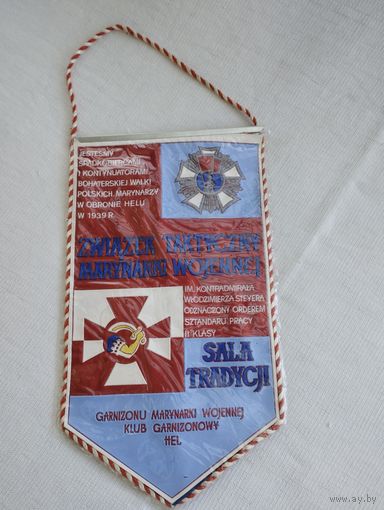 JESTEŚMY
SPADKOBIERCAMI
I KONTYNUATORAMI
BOHATERSKIEJ WALKI
POLSKICH MARYNARZY
W OBRONIE HELU
W 1939 R
ZWIĄZEK TAKTYCZNY
MARYNARKI WOJENNEJ
IM. KONTRADMIRAŁA
WŁODZIMIERZA STEYERA
ODZNACZONY ORDEREM
SZTANDARU PRACY
II KLASY
SALA
TRADYCJI
GARNIZONU MARYNARKI WOJENNEJ
KLUB GARNIZONOWY
HEL
www.ay.by